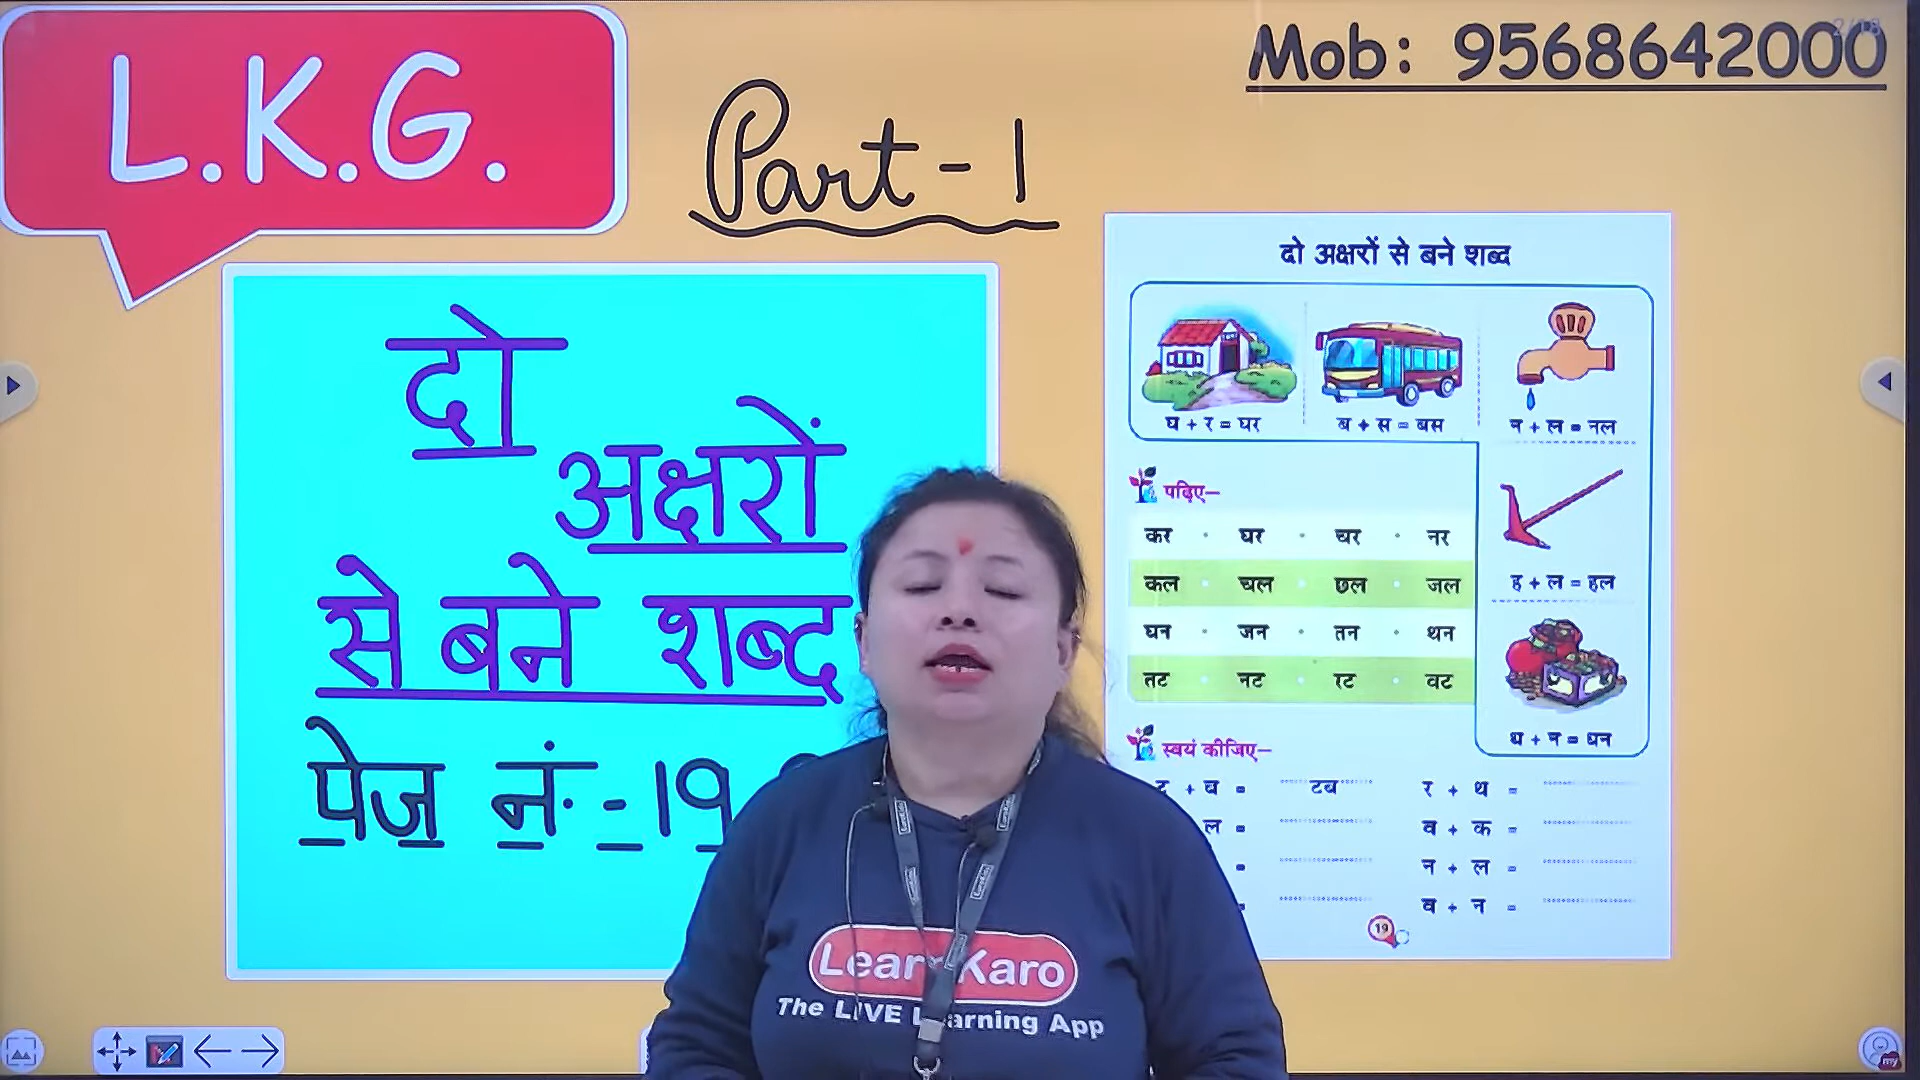 L.K.G.
Part-1
Mob: 9568642000
दो
अक्षरों
से बने शब्द
पेज नं. -19
दो अक्षरों से बने शब्द
घ + र = घर
ब + स = बस
न + ल = नल
पढ़िए–
कर • घर • चर • नर
कल • चल • छल • जल
ह + ल = हल
घन • जन • तन • थन
तट • नट • रट • वट
ध + न = धन
स्वयं कीजिए–
ट + ब = टब
र + थ =
ल =
व + क =
न + ल =
व + न =
19
Learn Karo
The LIVE Learning App